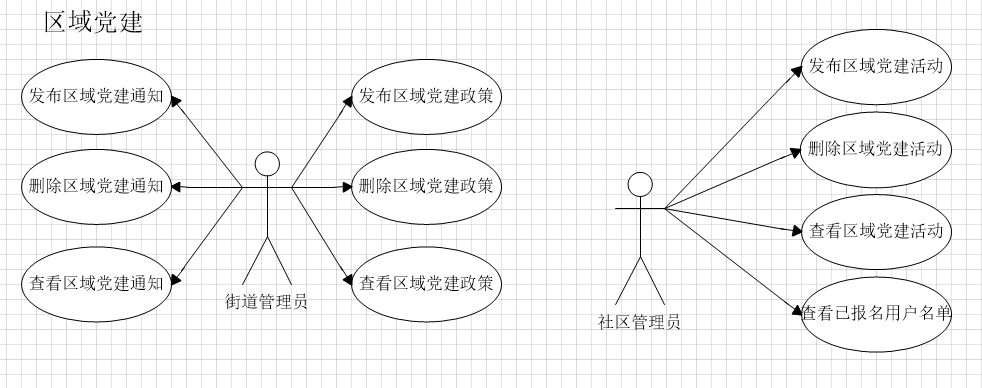 区域党建
发布区域党建通知
删除区域党建通知
查看区域党建通知
街道管理员
发布区域党建政策
删除区域党建政策
查看区域党建政策
社区管理员
发布区域党建活动
删除区域党建活动
查看区域党建活动
查看已报名用户名单